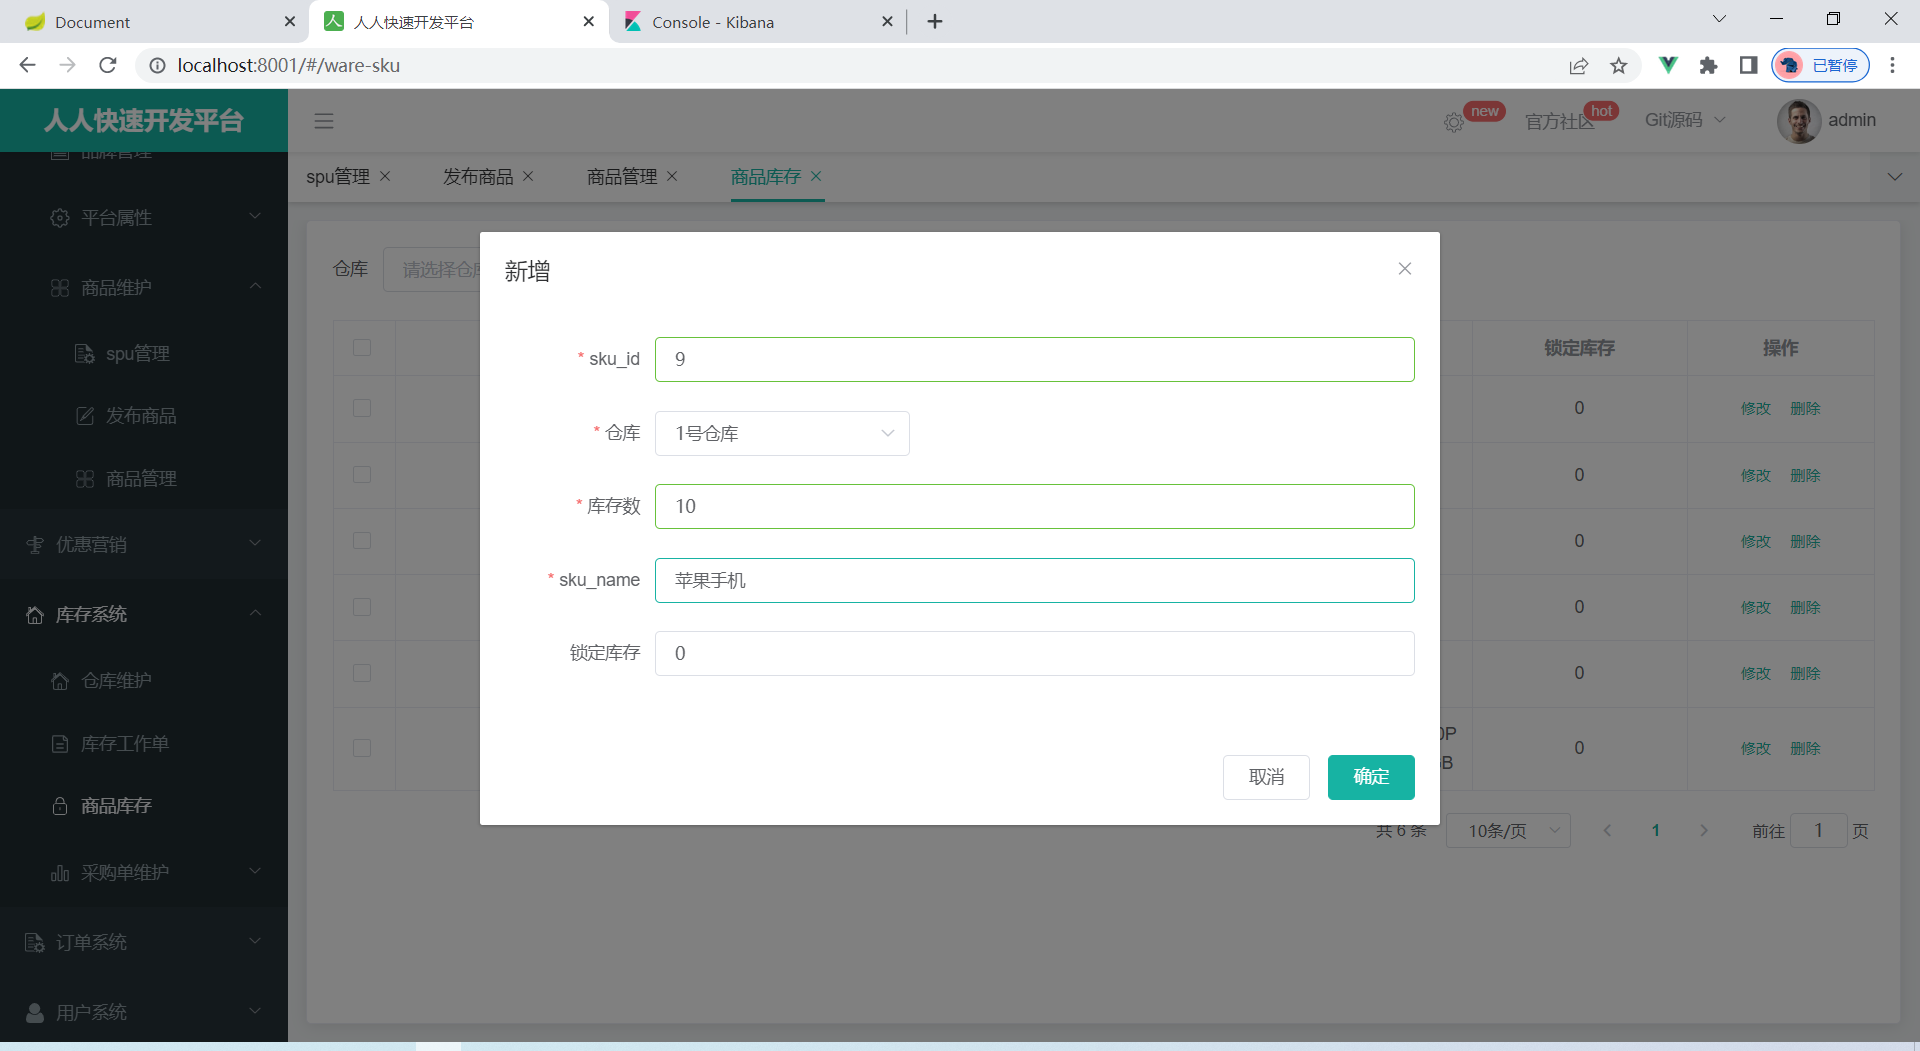 Document
人人快速开发平台
Console - Kibana
localhost:8001/#/ware-sku
已暂停
人人快速开发平台
new
官方社区
hot
Git源码
admin
品牌管理
平台属性
商品维护
spu管理
发布商品
商品管理
优惠营销
库存系统
仓库维护
库存工作单
商品库存
采购单维护
订单系统
用户系统
spu管理
发布商品
商品管理
商品库存
仓库
请选择仓库
锁定库存
操作
0
修改 删除
0
修改 删除
0
修改 删除
0
修改 删除
0
修改 删除
0P
B
0
修改 删除
新增
* sku_id
9
* 仓库
1号仓库
* 库存数
10
* sku_name
苹果手机
锁定库存
0
取消
确定
共 6 条
10条/页
1
前往
1
页